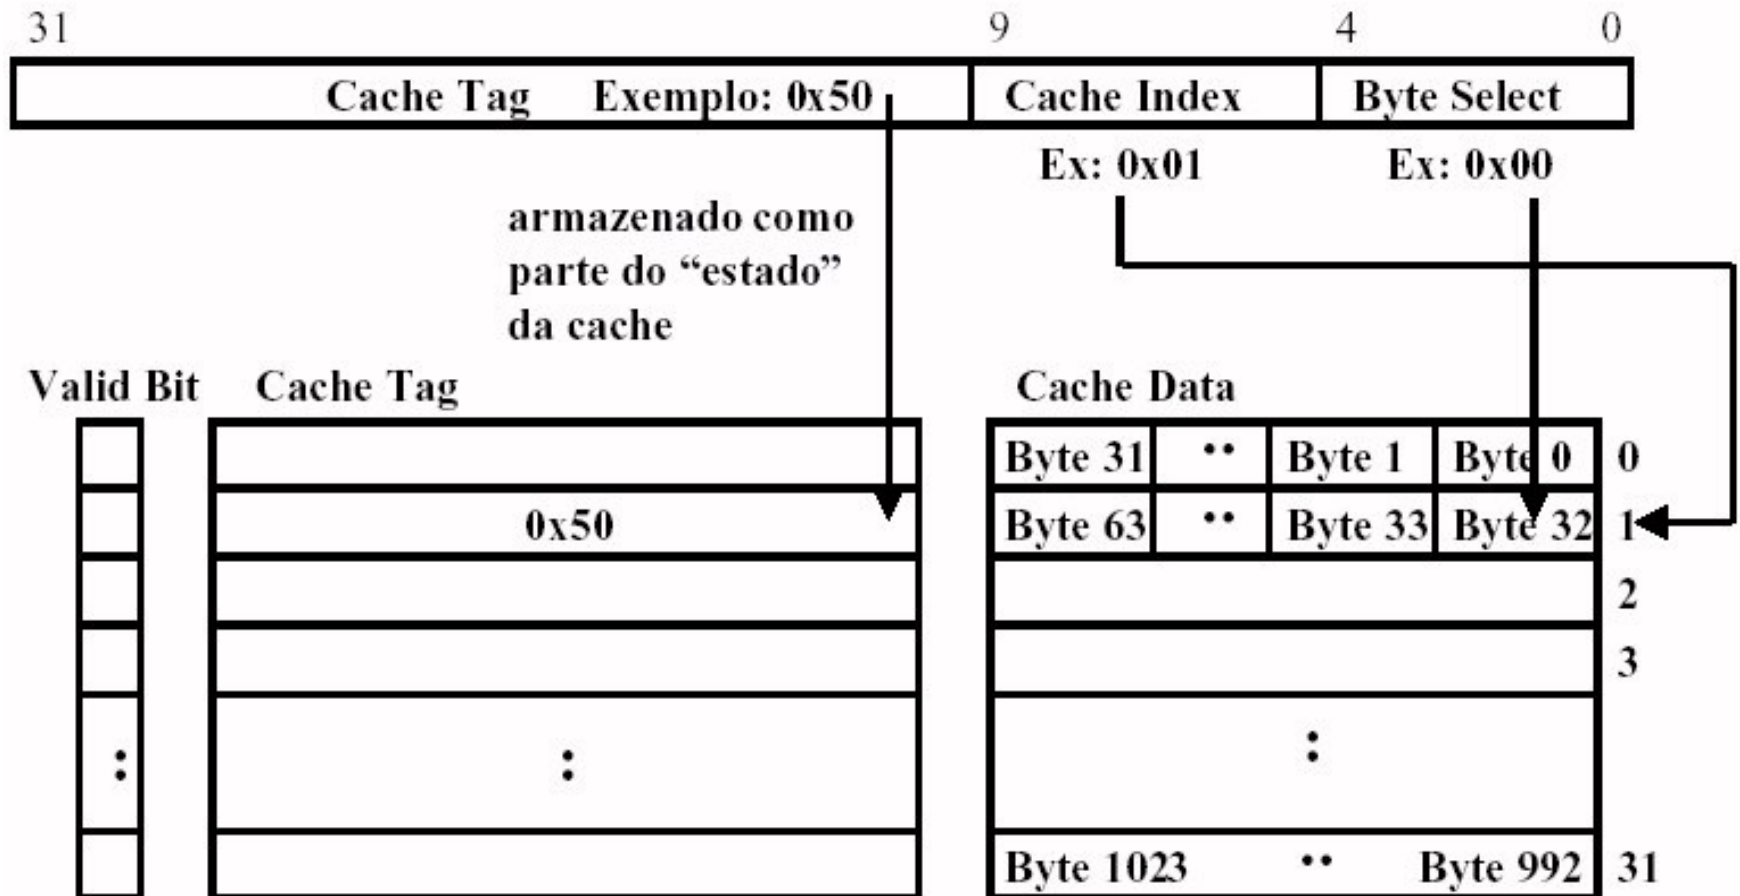 31 9 4 0
Cache Tag Exemplo: 0x50 Cache Index Byte Select
Ex: 0x01 Ex: 0x00
armazenado como
parte do “estado”
da cache
Valid Bit Cache Tag Cache Data
Byte 31 .. Byte 1 Byte 0 0
0x50 Byte 63 .. Byte 33 Byte 32 1
2
3
: : :
Byte 1023 .. Byte 992 31